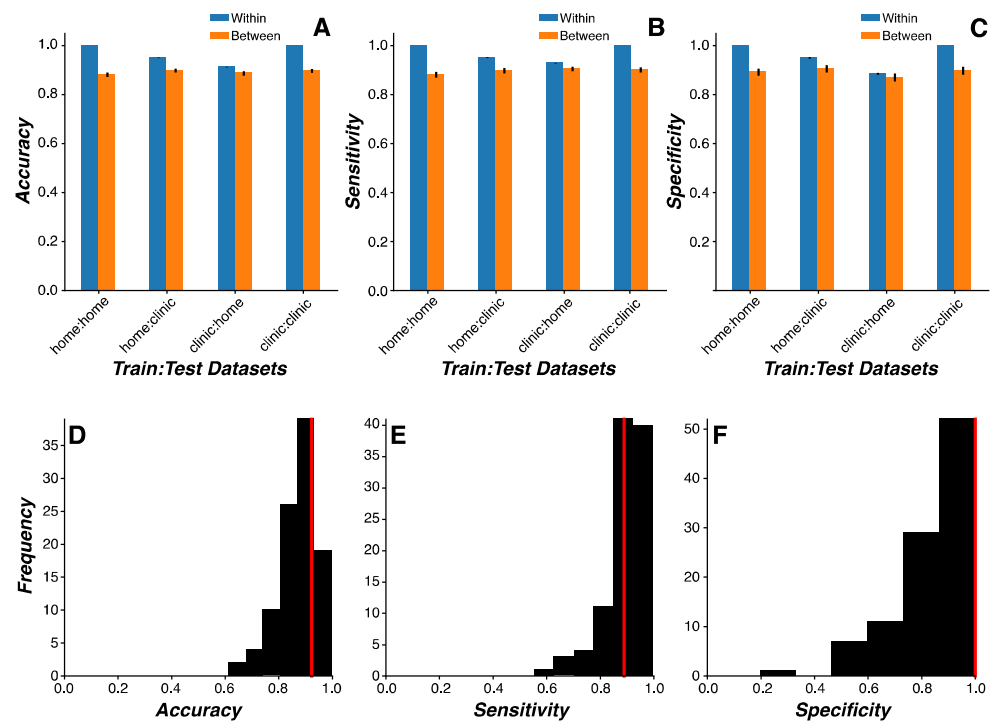 Within
Between
A
1.0
0.8
0.6
0.4
0.2
0.0
Accuracy
home:home
home:clinic
clinic:home
clinic:clinic
Train:Test Datasets
Within
Between
B
1.0
0.8
0.6
0.4
0.2
0.0
Sensitivity
home:home
home:clinic
clinic:home
clinic:clinic
Train:Test Datasets
Within
Between
C
1.0
0.8
0.6
0.4
0.2
Specificity
home:home
home:clinic
clinic:home
clinic:clinic
Train:Test Datasets
D
35
30
25
20
15
10
5
0
Frequency
0.0 0.2 0.4 0.6 0.8 1.0
Accuracy
E
40
35
30
25
20
15
10
5
0
0.0 0.2 0.4 0.6 0.8 1.0
Sensitivity
F
50
40
30
20
10
0
0.0 0.2 0.4 0.6 0.8 1.0
Specificity